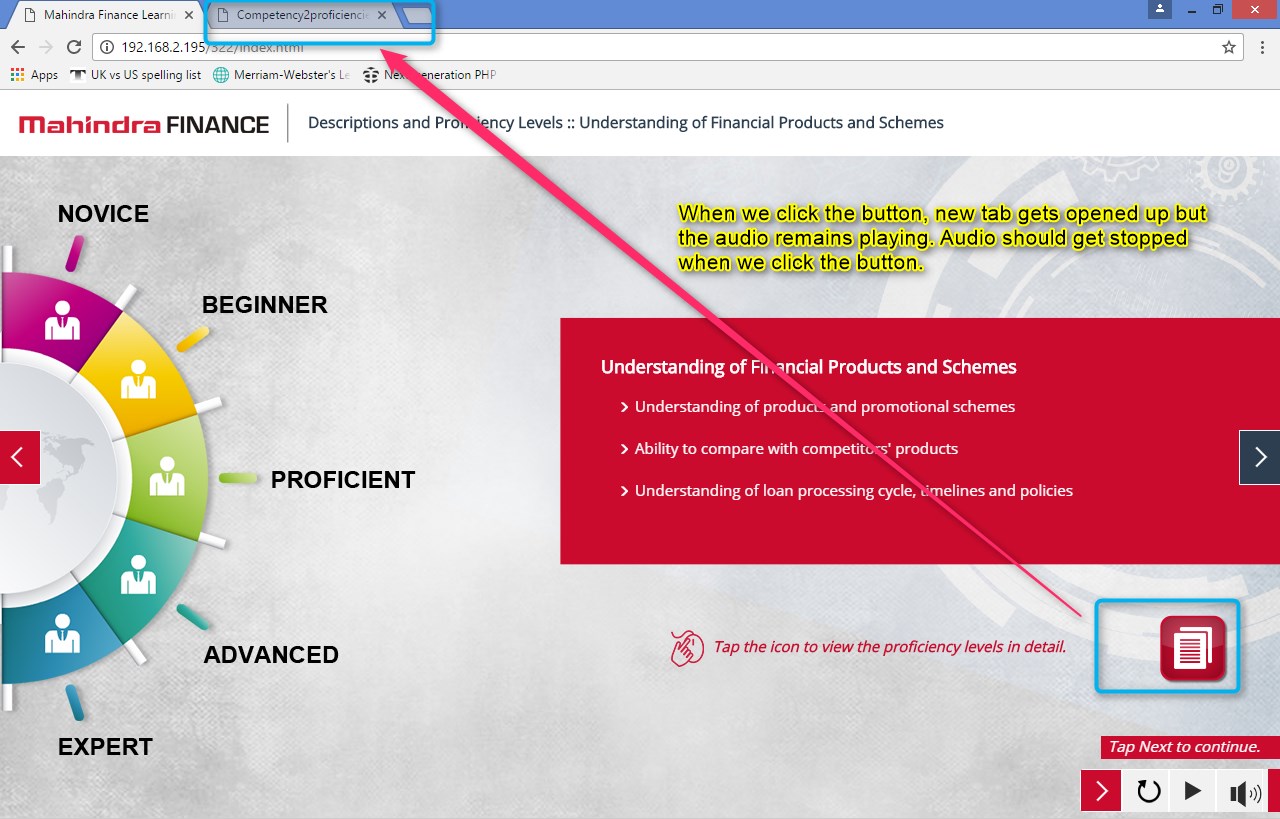 Mahindra Finance Learni
Competency2proficiencie
192.168.2.195/322/index.html
Apps
UK vs US spelling list
Merriam-Webster's Le
Next Generation PHP
Mahindra FINANCE
Descriptions and Proficiency Levels :: Understanding of Financial Products and Schemes
NOVICE
When we click the button, new tab gets opened up but
the audio remains playing. Audio should get stopped
when we click the button.
BEGINNER
Understanding of Financial Products and Schemes
Understanding of products and promotional schemes
Ability to compare with competitors' products
PROFICIENT
Understanding of loan processing cycle, timelines and policies
Tap the icon to view the proficiency levels in detail.
ADVANCED
EXPERT
Tap Next to continue.